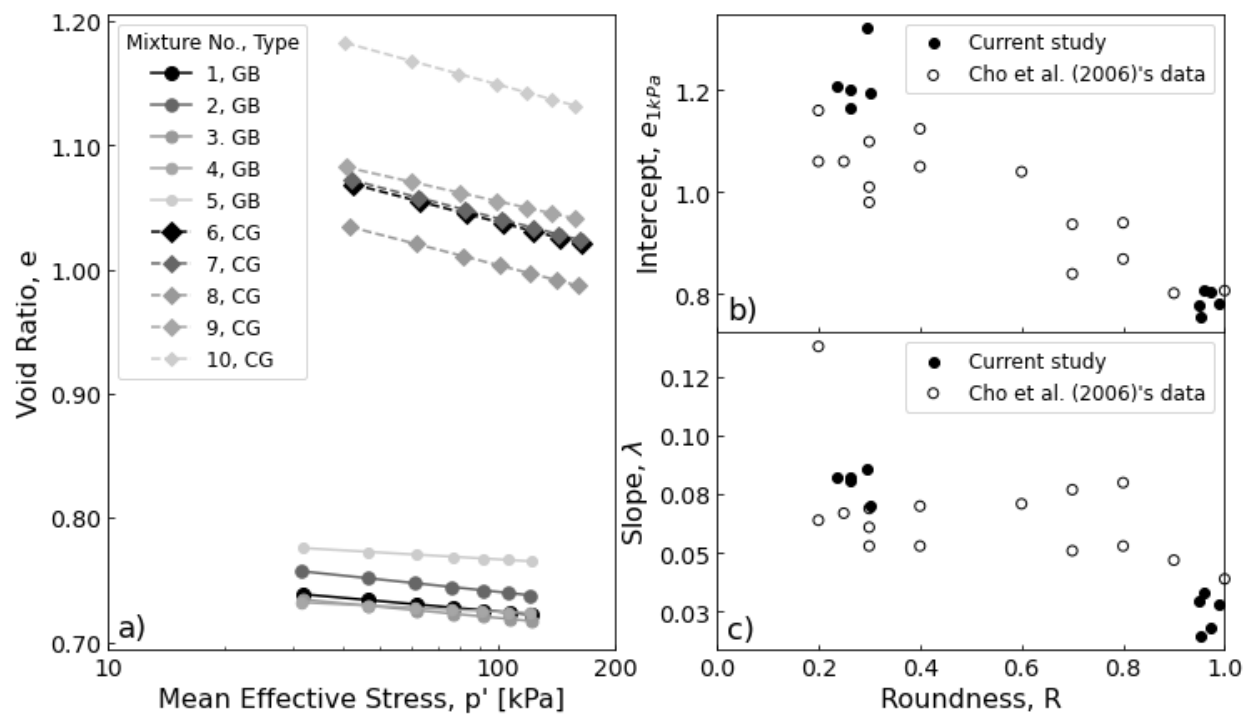 1.20
1.10
1.00
0.90
0.80
0.70
Void Ratio, e
Mixture No., Type
1, GB
2, GB
3. GB
4, GB
5, GB
6, CG
7, CG
8, CG
9, CG
10, CG
a)
10
100
200
Mean Effective Stress, p' [kPa]
1.2
1.0
0.8
Intercept, e1kPa
Current study
Cho et al. (2006)'s data
b)
0.12
0.10
0.08
0.05
0.03
Slope, λ
Current study
Cho et al. (2006)'s data
c)
0.0
0.2
0.4
0.6
0.8
1.0
Roundness, R